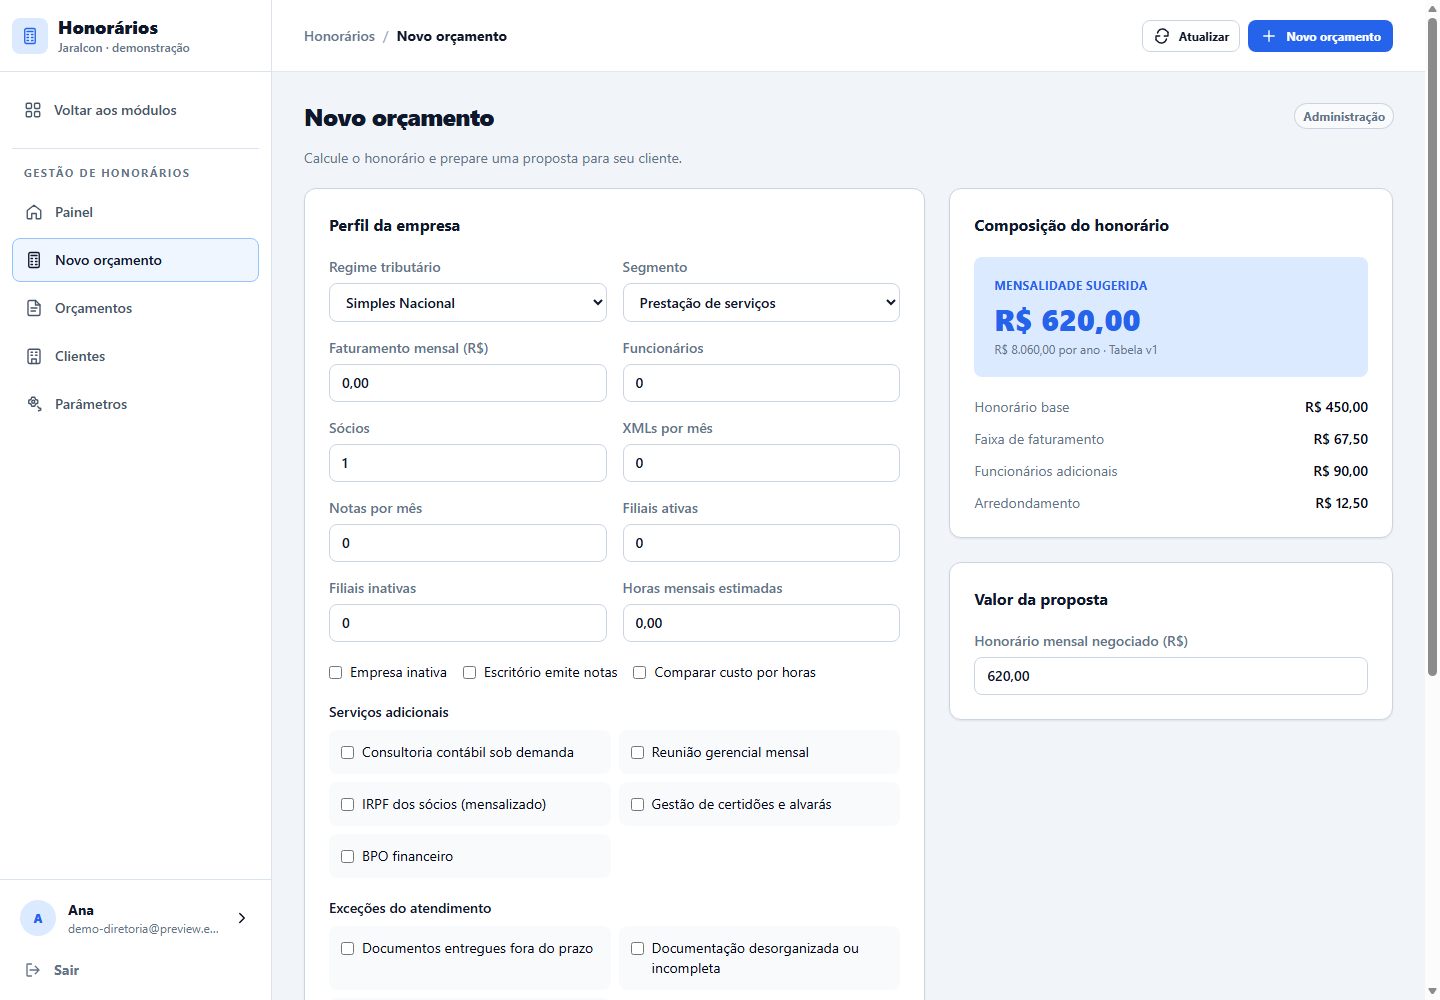 Honorários
Jaralcon · demonstração
Voltar aos módulos
GESTÃO DE HONORÁRIOS
Painel
Novo orçamento
Orçamentos
Clientes
Parâmetros
A
Ana
demo-diretoria@preview.e...
Sair
Honorários / Novo orçamento
Atualizar
Novo orçamento
Novo orçamento
Administração
Calcule o honorário e prepare uma proposta para seu cliente.
Perfil da empresa
Regime tributário
Segmento
Simples Nacional
Prestação de serviços
Faturamento mensal (R$)
Funcionários
0,00
0
Sócios
XMLs por mês
1
0
Notas por mês
Filiais ativas
0
0
Filiais inativas
Horas mensais estimadas
0
0,00
Empresa inativa
Escritório emite notas
Comparar custo por horas
Serviços adicionais
Consultoria contábil sob demanda
Reunião gerencial mensal
IRPF dos sócios (mensalizado)
Gestão de certidões e alvarás
BPO financeiro
Exceções do atendimento
Documentos entregues fora do prazo
Documentação desorganizada ou
incompleta
Composição do honorário
MENSALIDADE SUGERIDA
R$ 620,00
R$ 8.060,00 por ano · Tabela v1
Honorário base R$ 450,00
Faixa de faturamento R$ 67,50
Funcionários adicionais R$ 90,00
Arredondamento R$ 12,50
Valor da proposta
Honorário mensal negociado (R$)
620,00